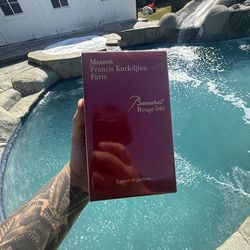 Maison
Francis Kurkdjian
Paris
Baccarat
Rouge 540
Extrait de parfum